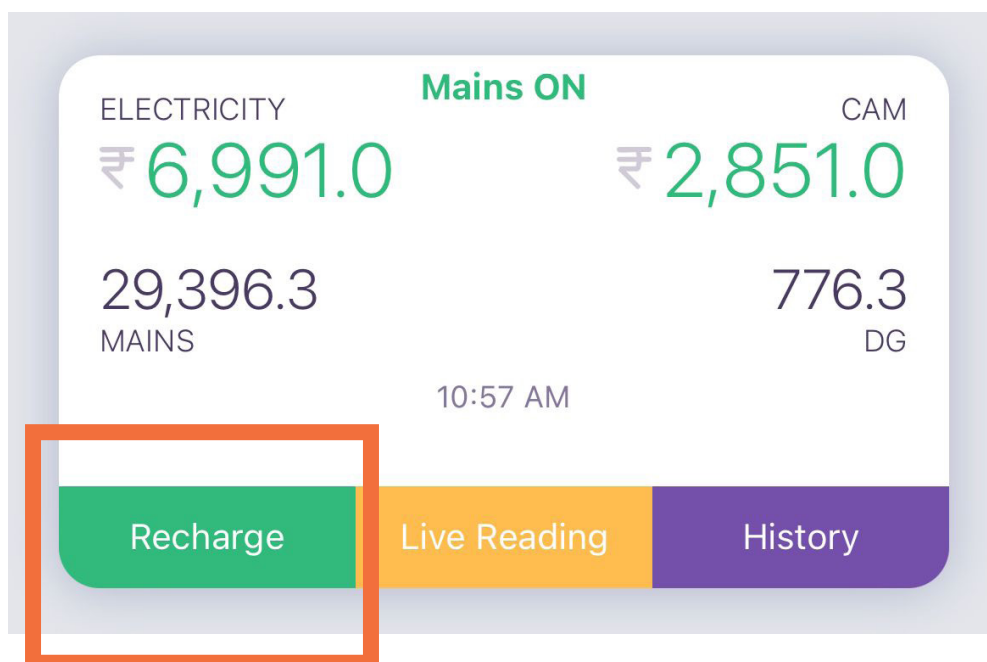 Mains ON
ELECTRICITY CAM
₹6,991.0 ₹2,851.0
29,396.3 776.3
MAINS DG
10:57 AM
Recharge Live Reading History